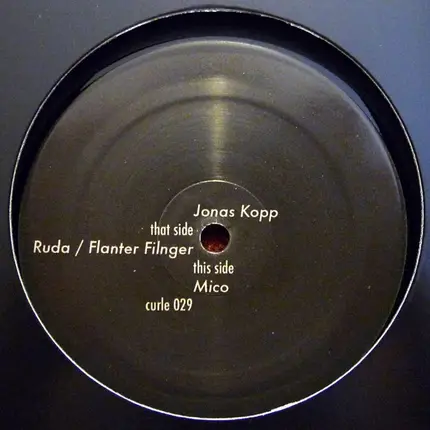 Jonas Kopp
that side
Ruda / Flanter Filnger
this side
Mico
curle 029